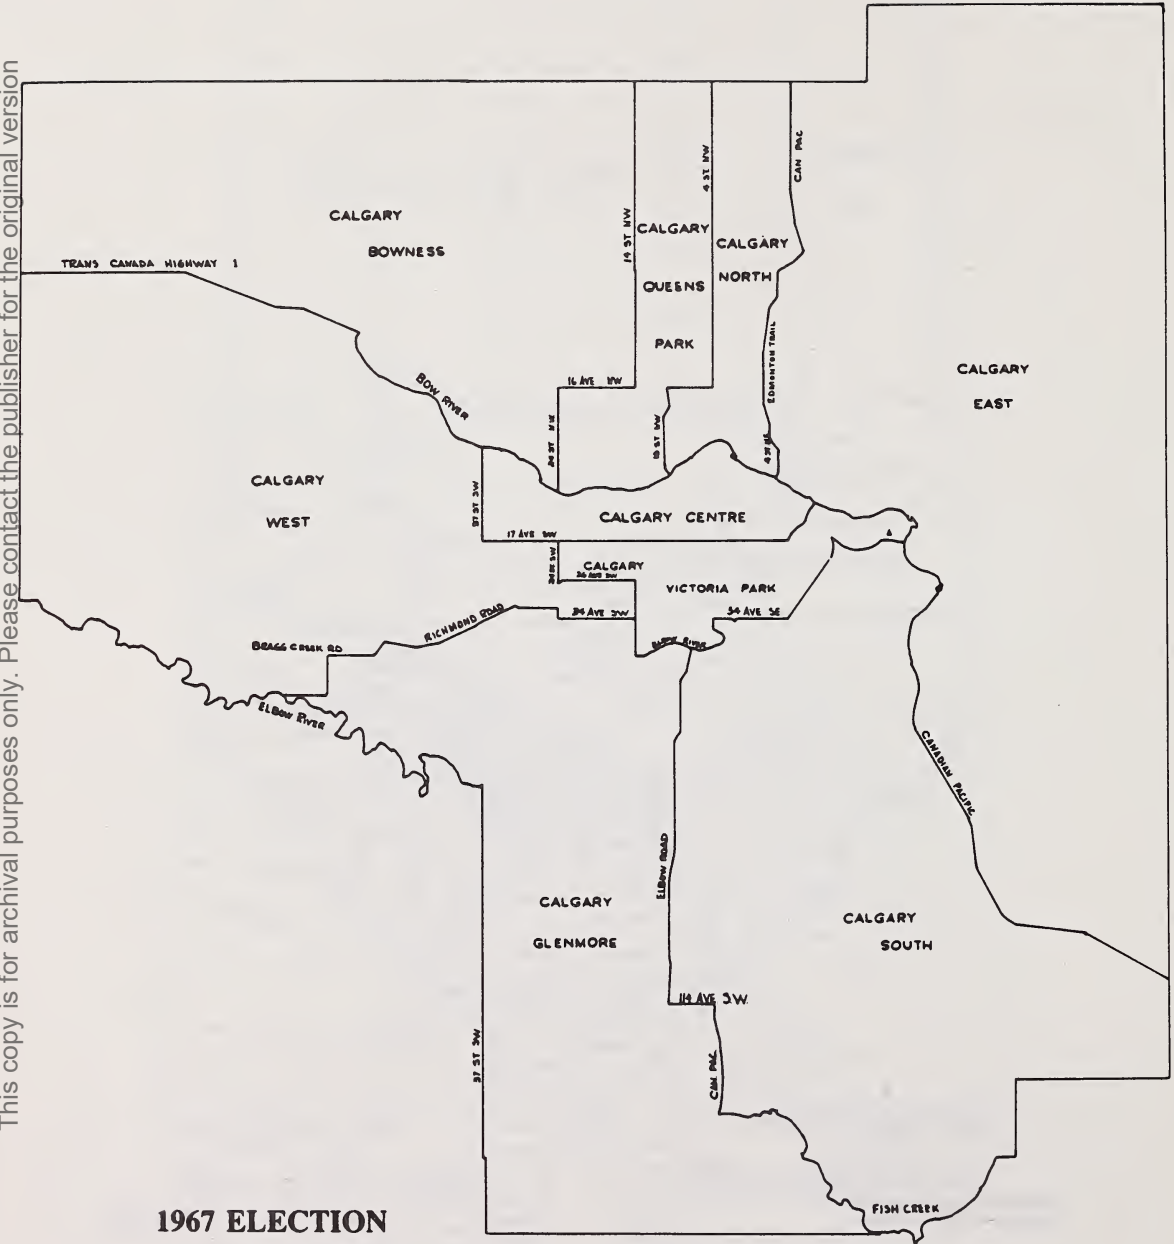 This copy is for archival purposes only. Please contact the publisher for the original version
CAN PAC
4 ST NW
14 ST NW
CALGARY
BOWNESS
CALGARY
QUEENS
PARK
CALGARY
NORTH
TRANS CANADA HIGHWAY 1
EDMONTON TRAIL
CALGARY
EAST
16 AVE NW
BOW RIVER
24 ST NW
10 ST NW
4 ST NE
CALGARY
WEST
37 ST SW
CALGARY CENTRE
17 AVE SW
CALGARY
26 AVE SW
VICTORIA PARK
34 AVE SW
34 AVE SE
RICHMOND ROAD
BRAGG CREEK RD
ELBOW RIVER
ELBOW RIVER
CANADIAN PACIFIC
ELBOW ROAD
CALGARY
GLENMORE
CALGARY
SOUTH
114 AVE S.W.
37 ST SW
CAN PAC
FISH CREEK
1967 ELECTION